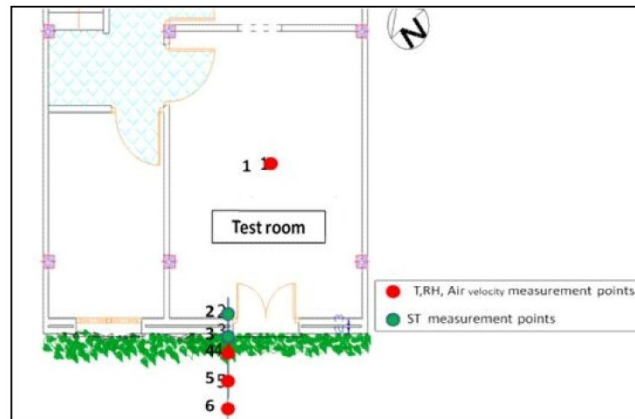 N
1 1
Test room
2 2
3 3
4 4
5 5
6
T,RH, Air velocity measurement points
ST measurement points